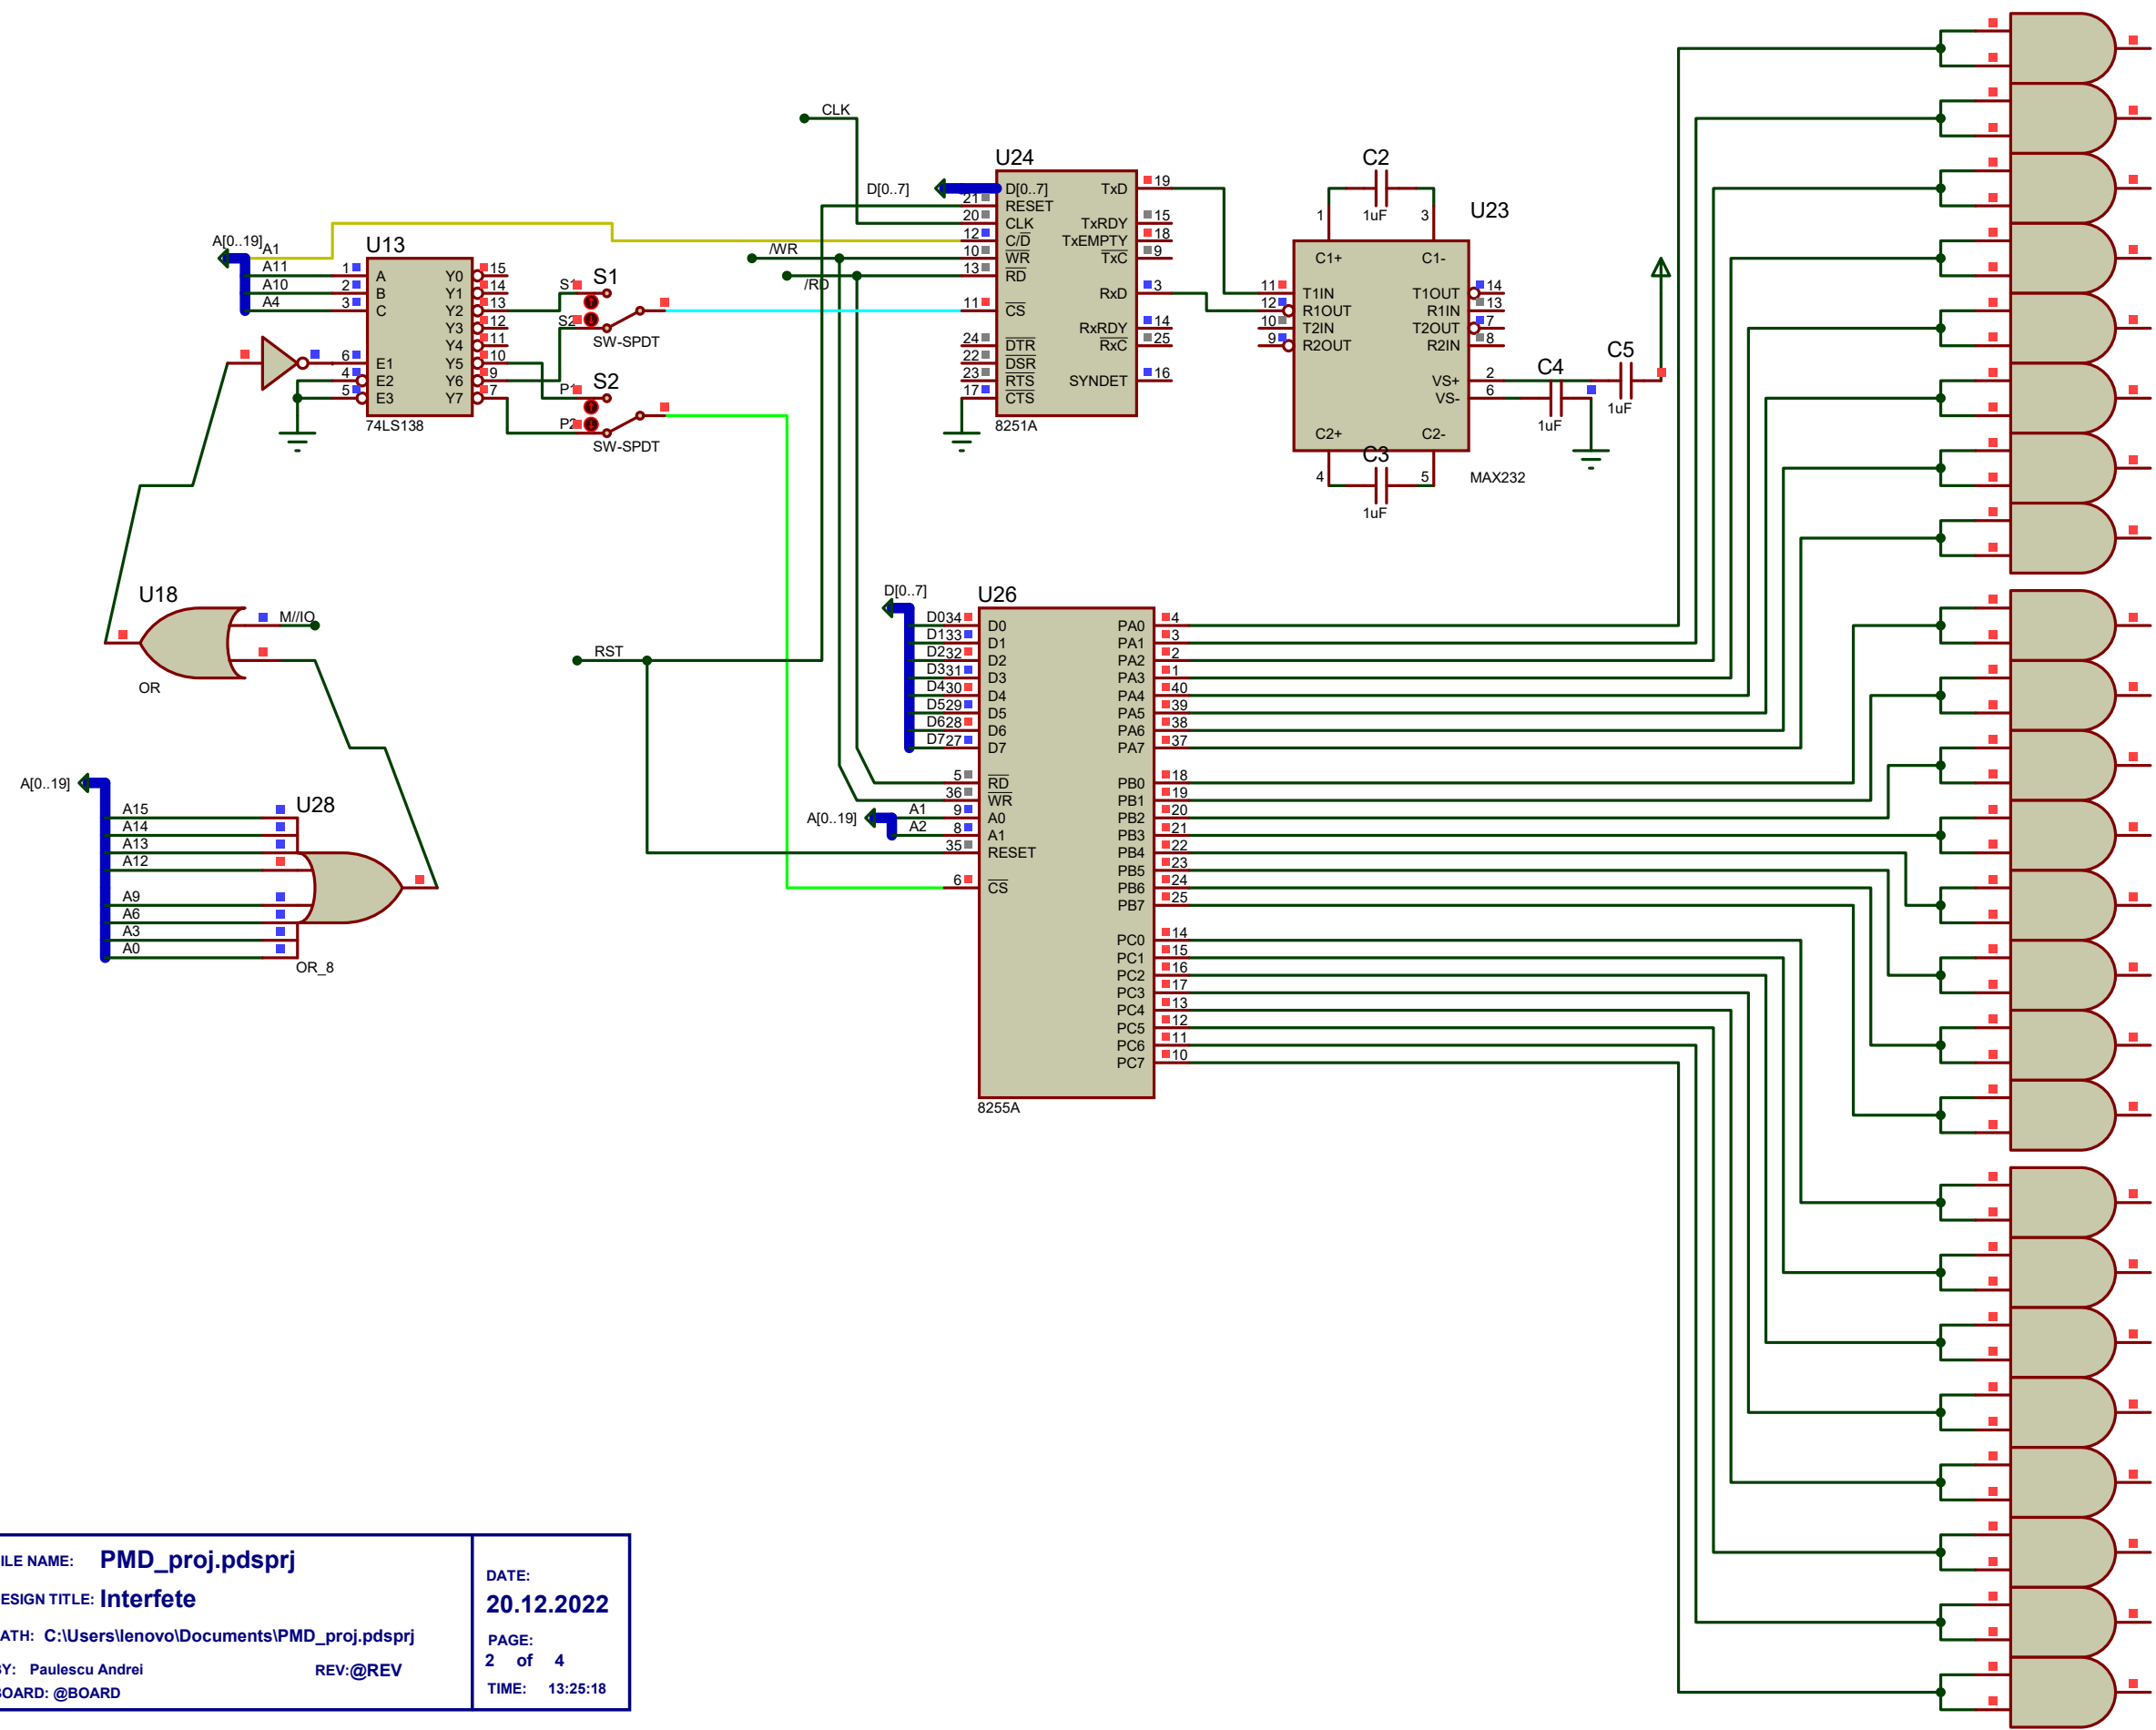 CLK
U24
D[0..7]
D[0..7]
21 RESET
20 CLK
12 C/D
10 WR
13 RD
11 CS
24 DTR
22 DSR
23 RTS
17 CTS
TxD 19
TxRDY 15
TxEMPTY 18
TxC 9
RxD 3
RxRDY 14
RxC 25
SYNDET 16
8251A
/WR
/RD
A[0..19]
A1
A11
A10
A4
U13
1 A
2 B
3 C
6 E1
4 E2
5 E3
Y0 15
Y1 14
Y2 13
Y3 12
Y4 11
Y5 10
Y6 9
Y7 7
74LS138
S1
S1
S2
SW-SPDT
S2
P1
P2
SW-SPDT
C2
1uF
1
3
U23
C1+
C1-
11 T1IN
12 R1OUT
10 T2IN
9 R2OUT
T1OUT 14
R1IN 13
T2OUT 7
R2IN 8
VS+ 2
VS- 6
C2+
C2-
4
5
MAX232
C3
1uF
C4
1uF
C5
1uF
U18
M//IO
OR
RST
A[0..19]
A15
A14
A13
A12
A9
A6
A3
A0
U28
OR_8
D[0..7]
U26
D0 34 D0
D1 33 D1
D2 32 D2
D3 31 D3
D4 30 D4
D5 29 D5
D6 28 D6
D7 27 D7
5 RD
36 WR
A[0..19]
A1 9 A0
A2 8 A1
35 RESET
6 CS
PA0 4
PA1 3
PA2 2
PA3 1
PA4 40
PA5 39
PA6 38
PA7 37
PB0 18
PB1 19
PB2 20
PB3 21
PB4 22
PB5 23
PB6 24
PB7 25
PC0 14
PC1 15
PC2 16
PC3 17
PC4 13
PC5 12
PC6 11
PC7 10
8255A
ILE NAME: PMD_proj.pdsprj
ESIGN TITLE: Interfete
ATH: C:\Users\lenovo\Documents\PMD_proj.pdsprj
Y: Paulescu Andrei REV:@REV
OARD: @BOARD
DATE:
20.12.2022
PAGE:
2 of 4
TIME: 13:25:18